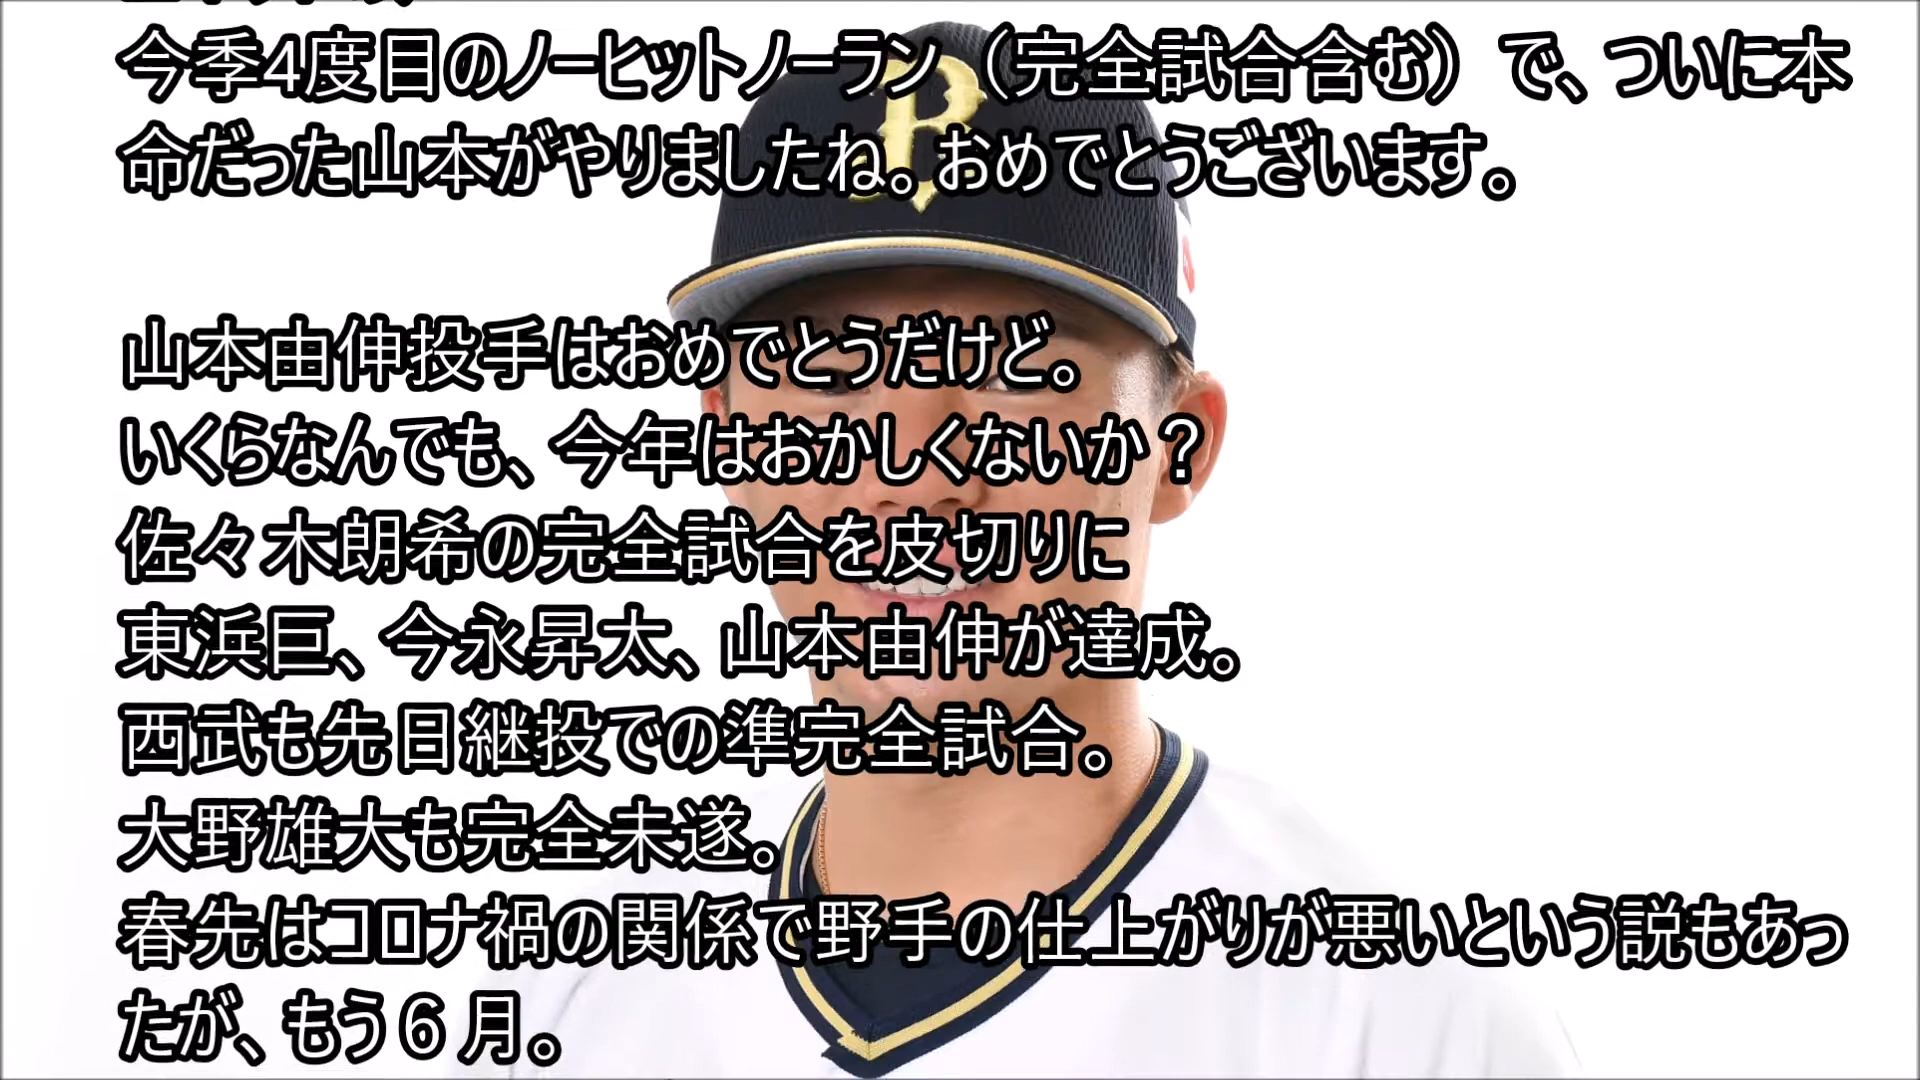 今季4度目のノーヒットノーラン（完全試合含む）で、ついに本
命だった山本がやりましたね。おめでとうございます。
山本由伸投手はおめでとうだけど。
いくらなんでも、今年はおかしくないか？
佐々木朗希の完全試合を皮切りに
東浜巨、今永昇太、山本由伸が達成。
西武も先日継投での準完全試合。
大野雄大も完全未遂。
春先はコロナ禍の関係で野手の仕上がりが悪いという説もあっ
たが、もう６月。